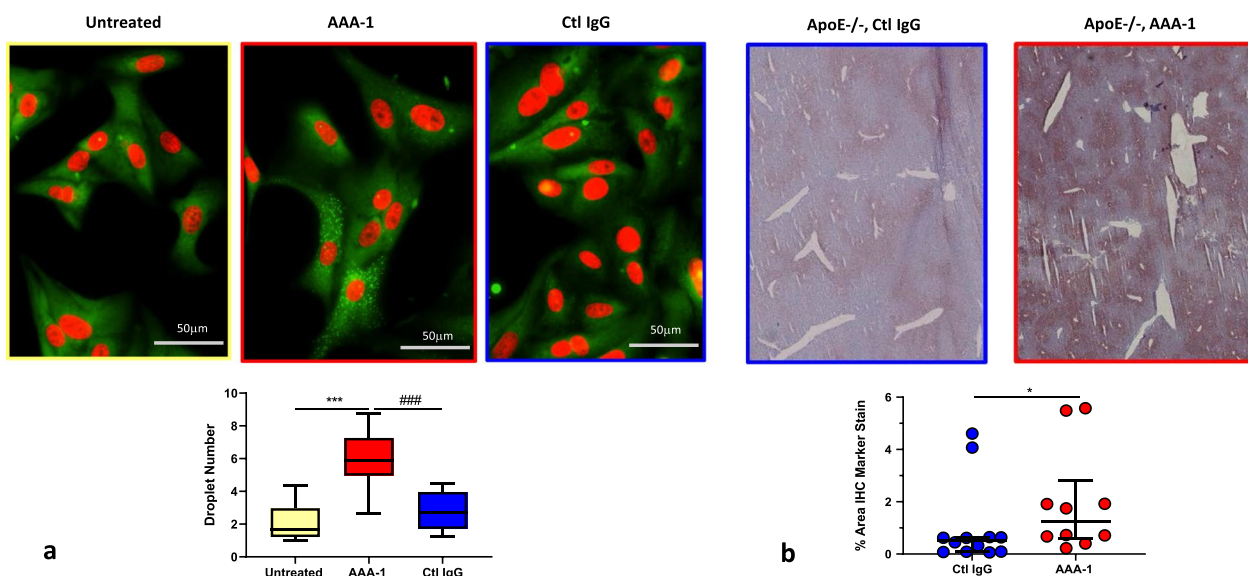 Untreated
AAA-1
Ctl IgG
ApoE-/-, Ctl IgG
ApoE-/-, AAA-1
50μm
50μm
50μm
10
8
6
4
2
0
Droplet Number
***
###
Untreated
AAA-1
Ctl IgG
a
6
4
2
0
% Area IHC Marker Stain
*
Ctl IgG
AAA-1
b